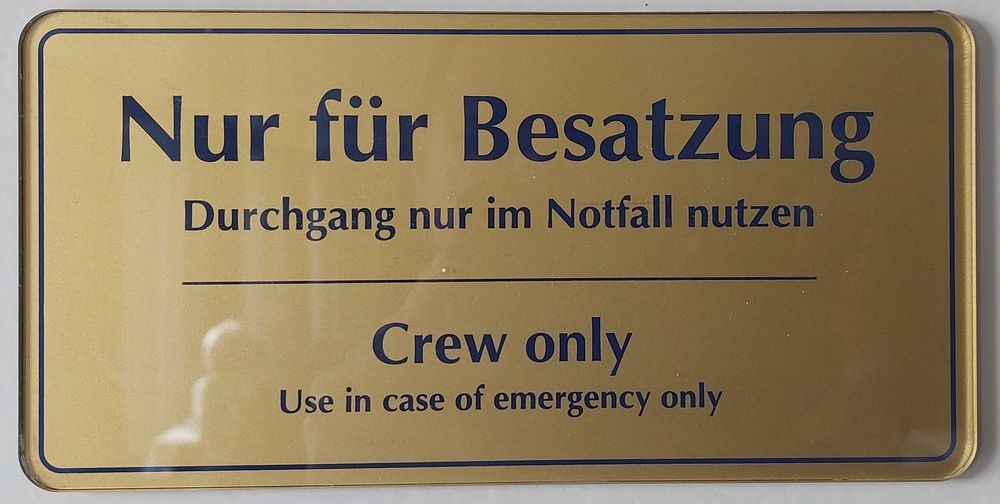 Nur für Besatzung
Durchgang nur im Notfall nutzen
Crew only
Use in case of emergency only